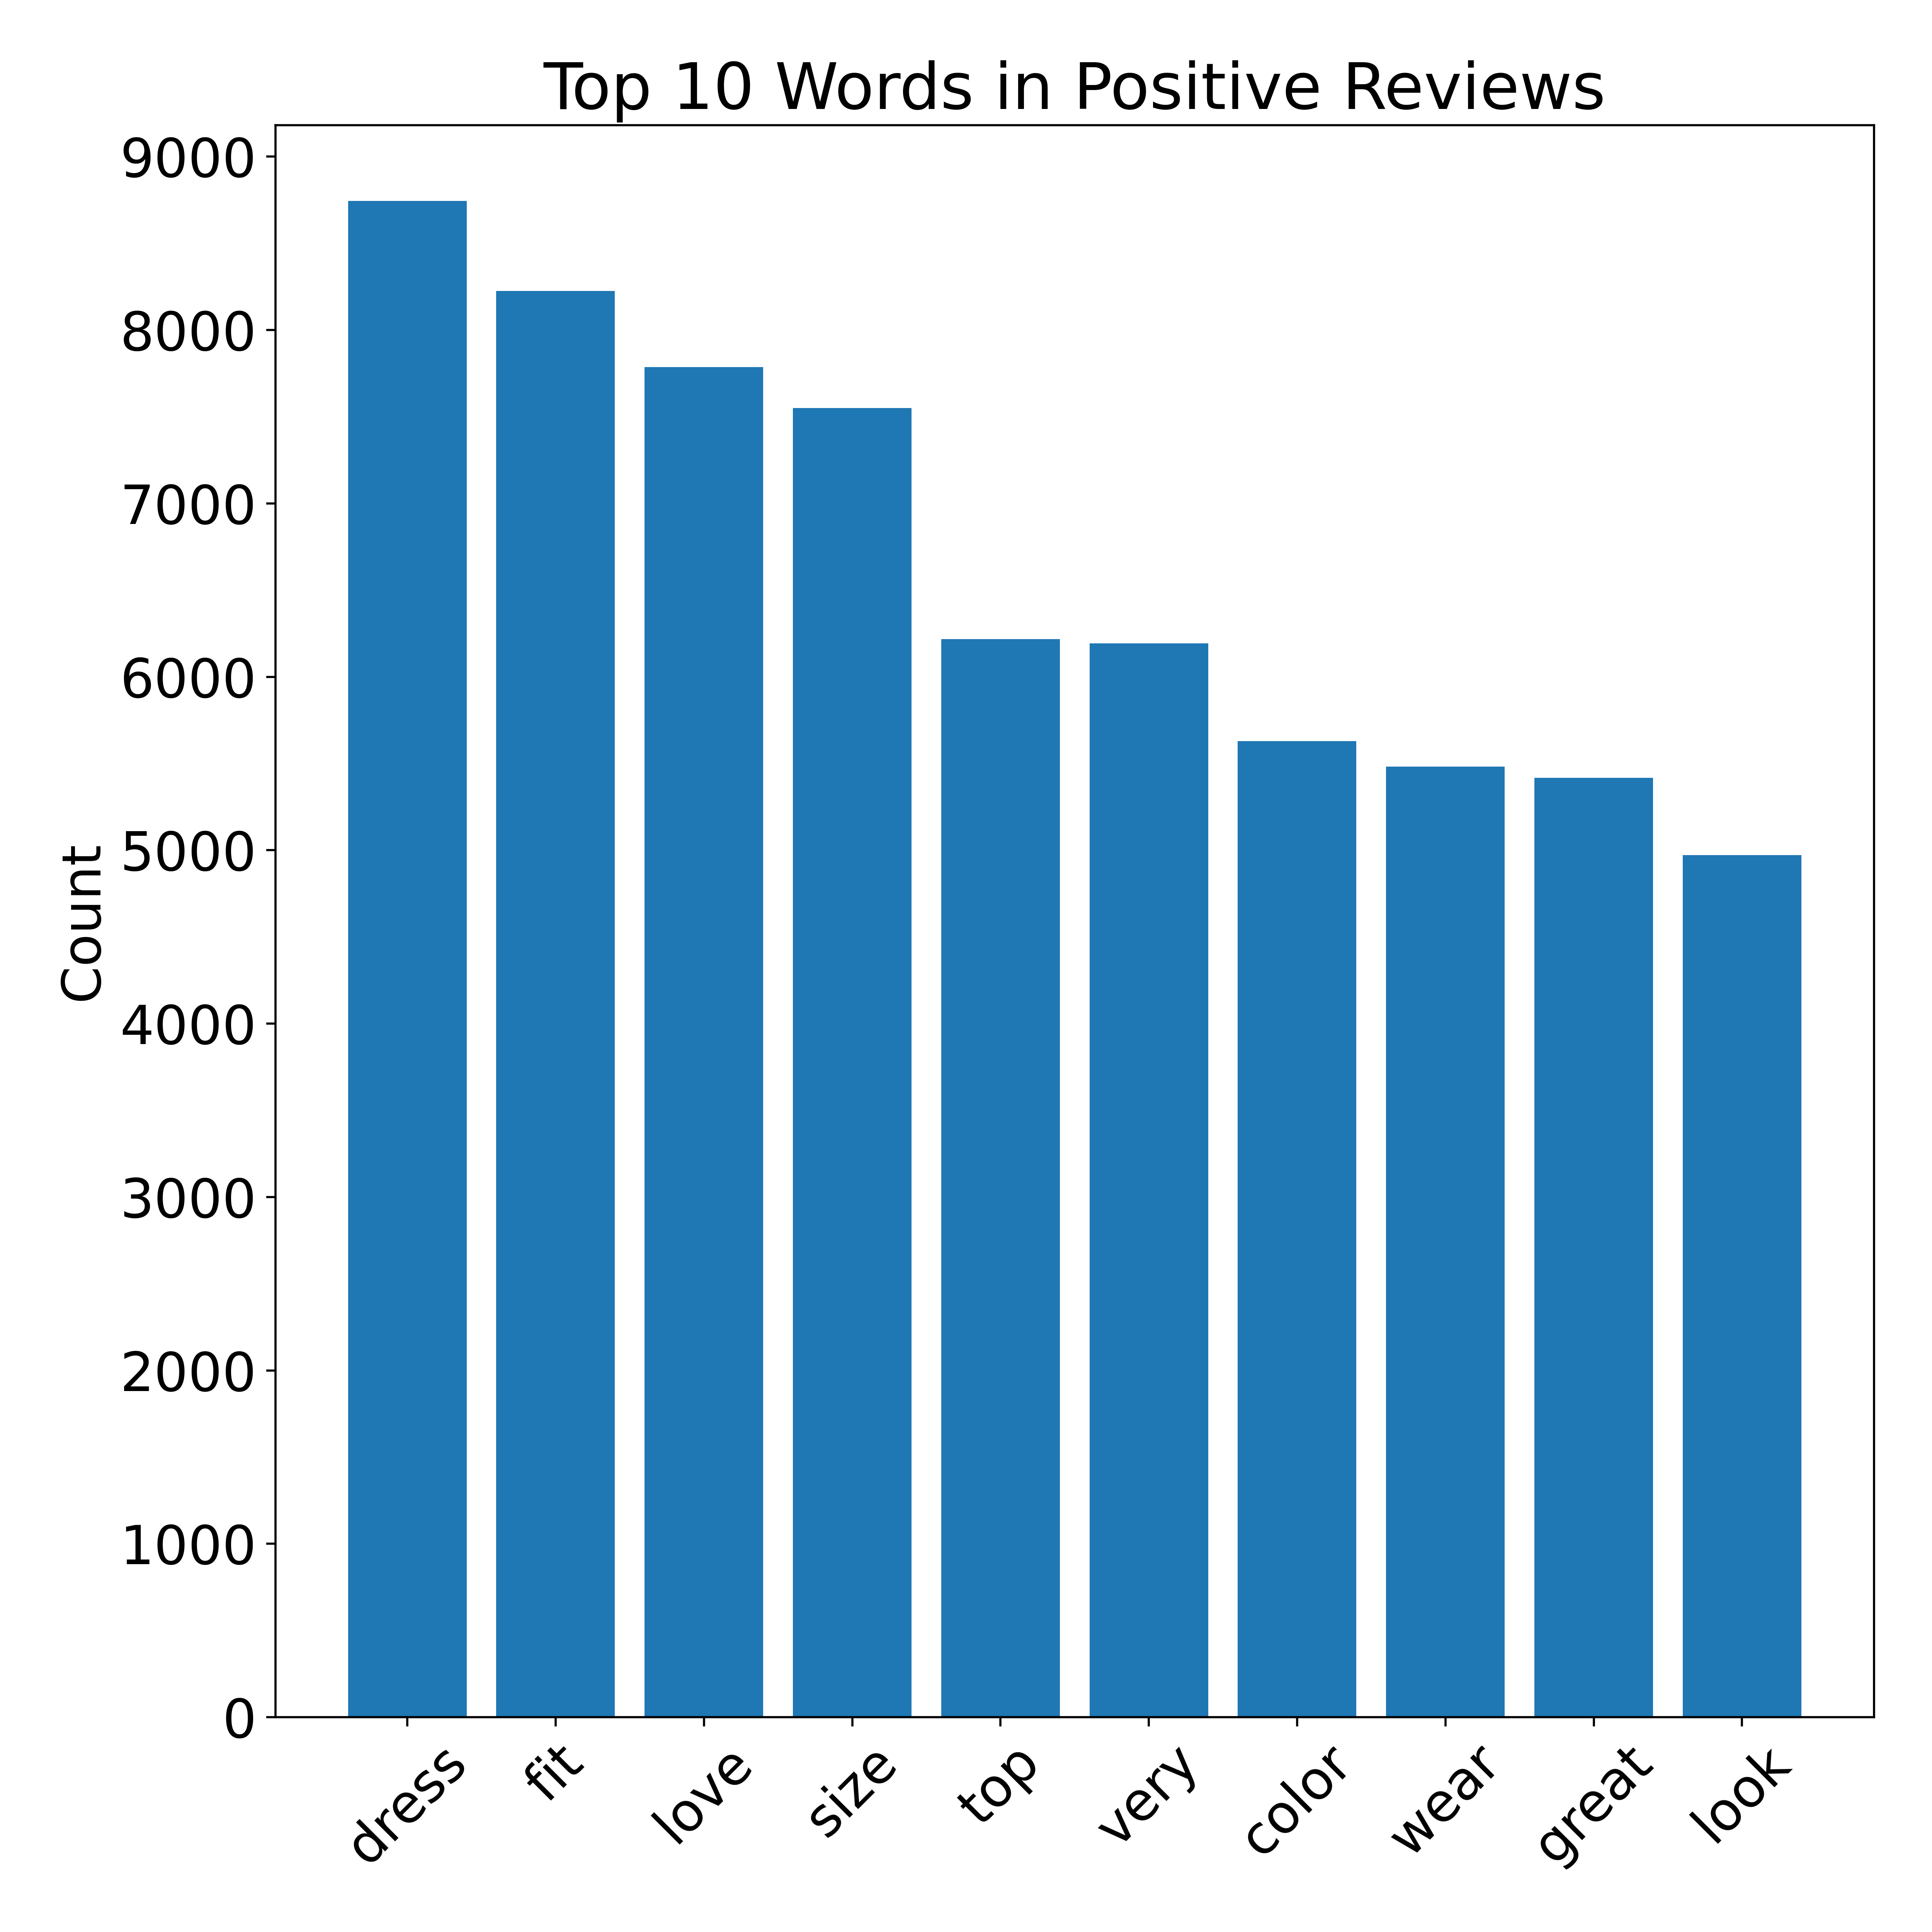 Top 10 Words in Positive Reviews
9000
8000
7000
6000
5000
4000
3000
2000
1000
0
Count
dress
fit
love
size
top
very
color
wear
great
look